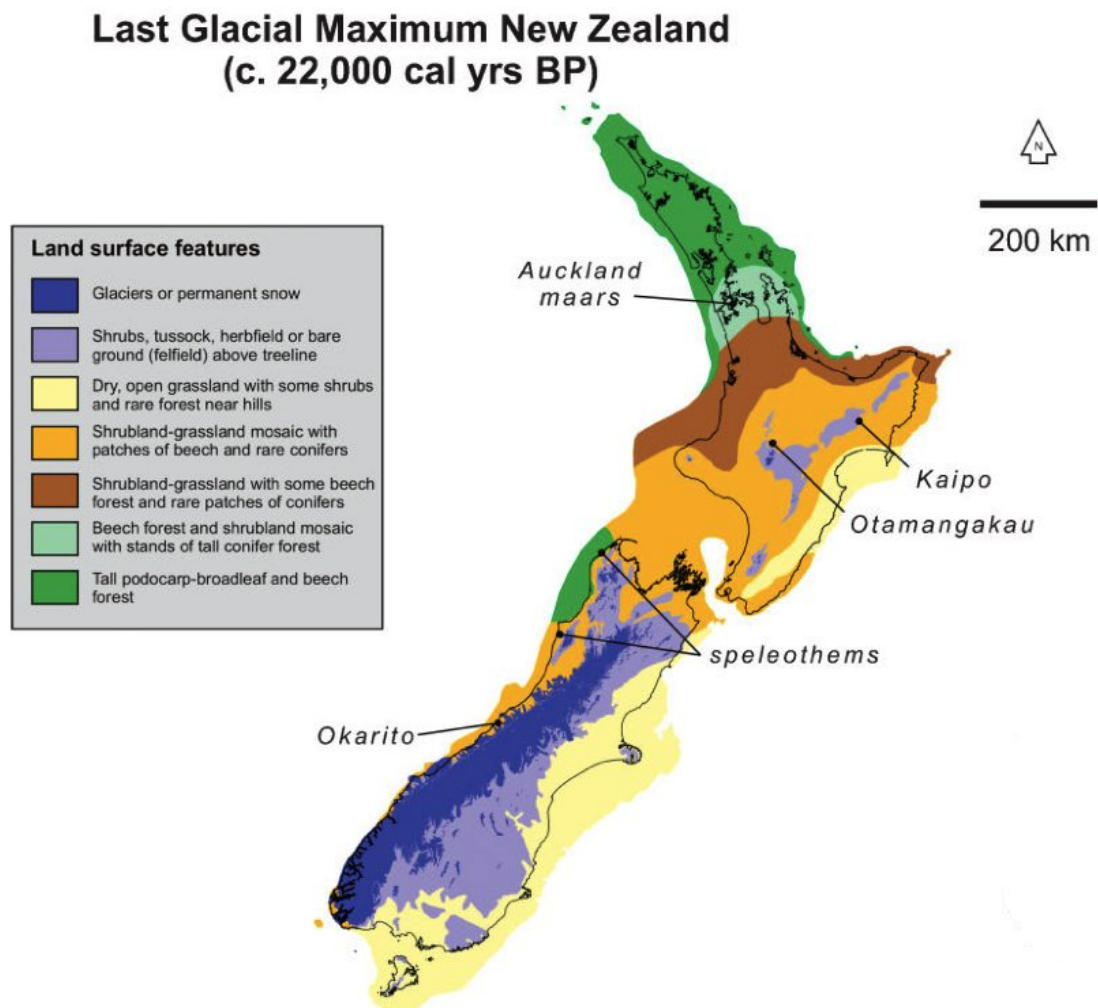 Last Glacial Maximum New Zealand
(c. 22,000 cal yrs BP)
N
200 km
Land surface features
Glaciers or permanent snow
Shrubs, tussock, herbfield or bare
ground (felfield) above treeline
Dry, open grassland with some shrubs
and rare forest near hills
Shrubland-grassland mosaic with
patches of beech and rare conifers
Shrubland-grassland with some beech
forest and rare patches of conifers
Beech forest and shrubland mosaic
with stands of tall conifer forest
Tall podocarp-broadleaf and beech
forest
Auckland
maars
Kaipo
Otamangakau
speleothems
Okarito